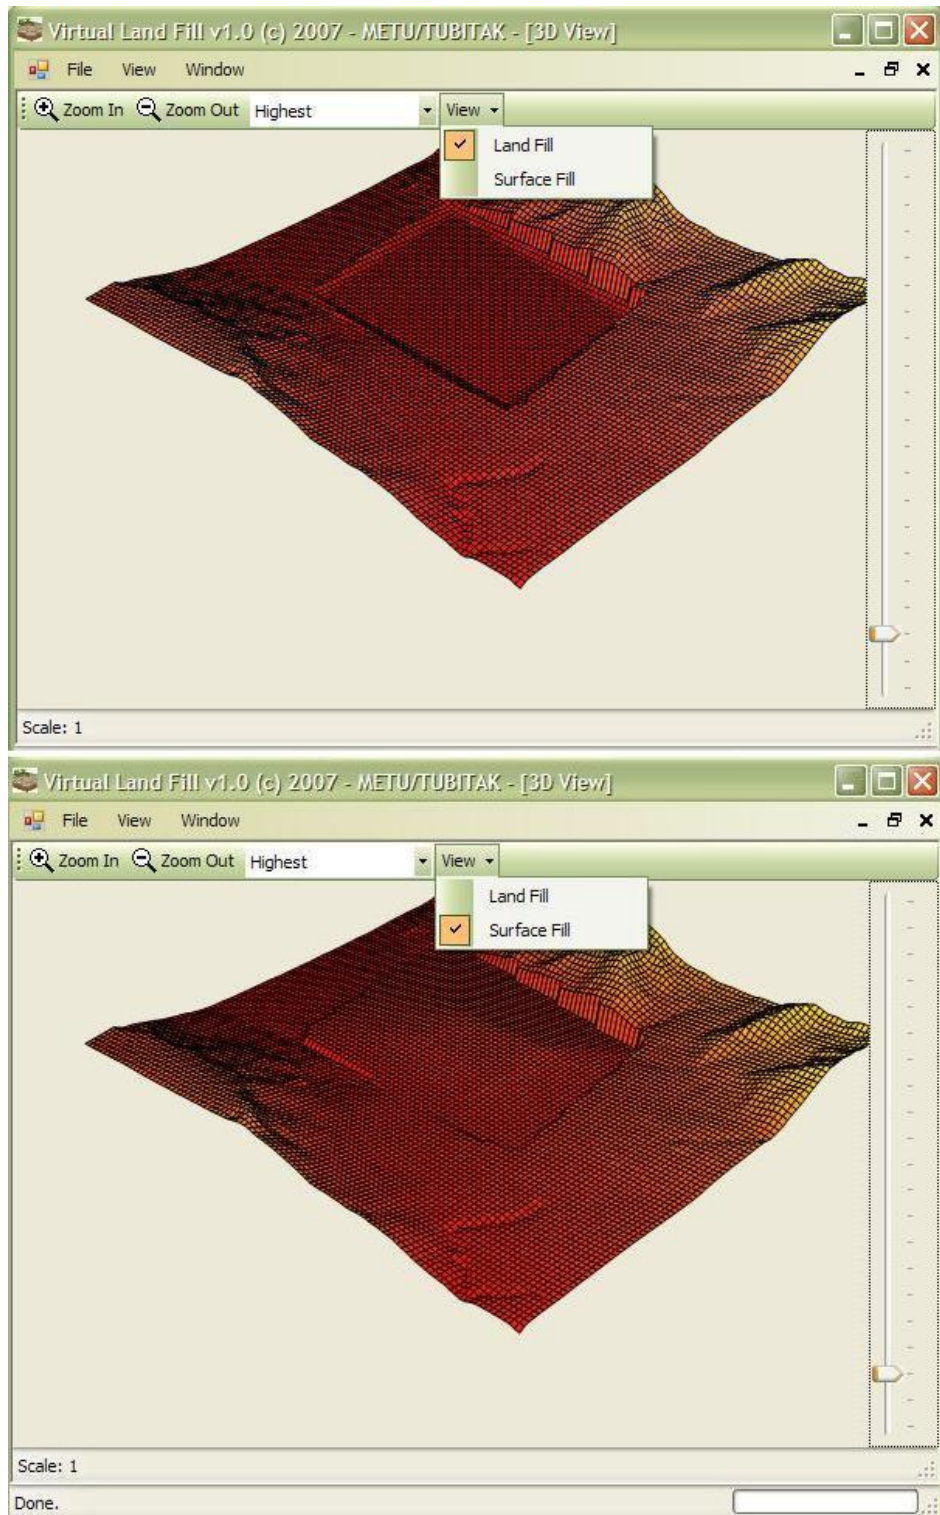 Virtual Land Fill v1.0 (c) 2007 - METU/TUBITAK - [3D View]
File View Window
Zoom In Zoom Out Highest View
Land Fill
Surface Fill
Scale: 1
Virtual Land Fill v1.0 (c) 2007 - METU/TUBITAK - [3D View]
File View Window
Zoom In Zoom Out Highest View
Land Fill
Surface Fill
Scale: 1
Done.